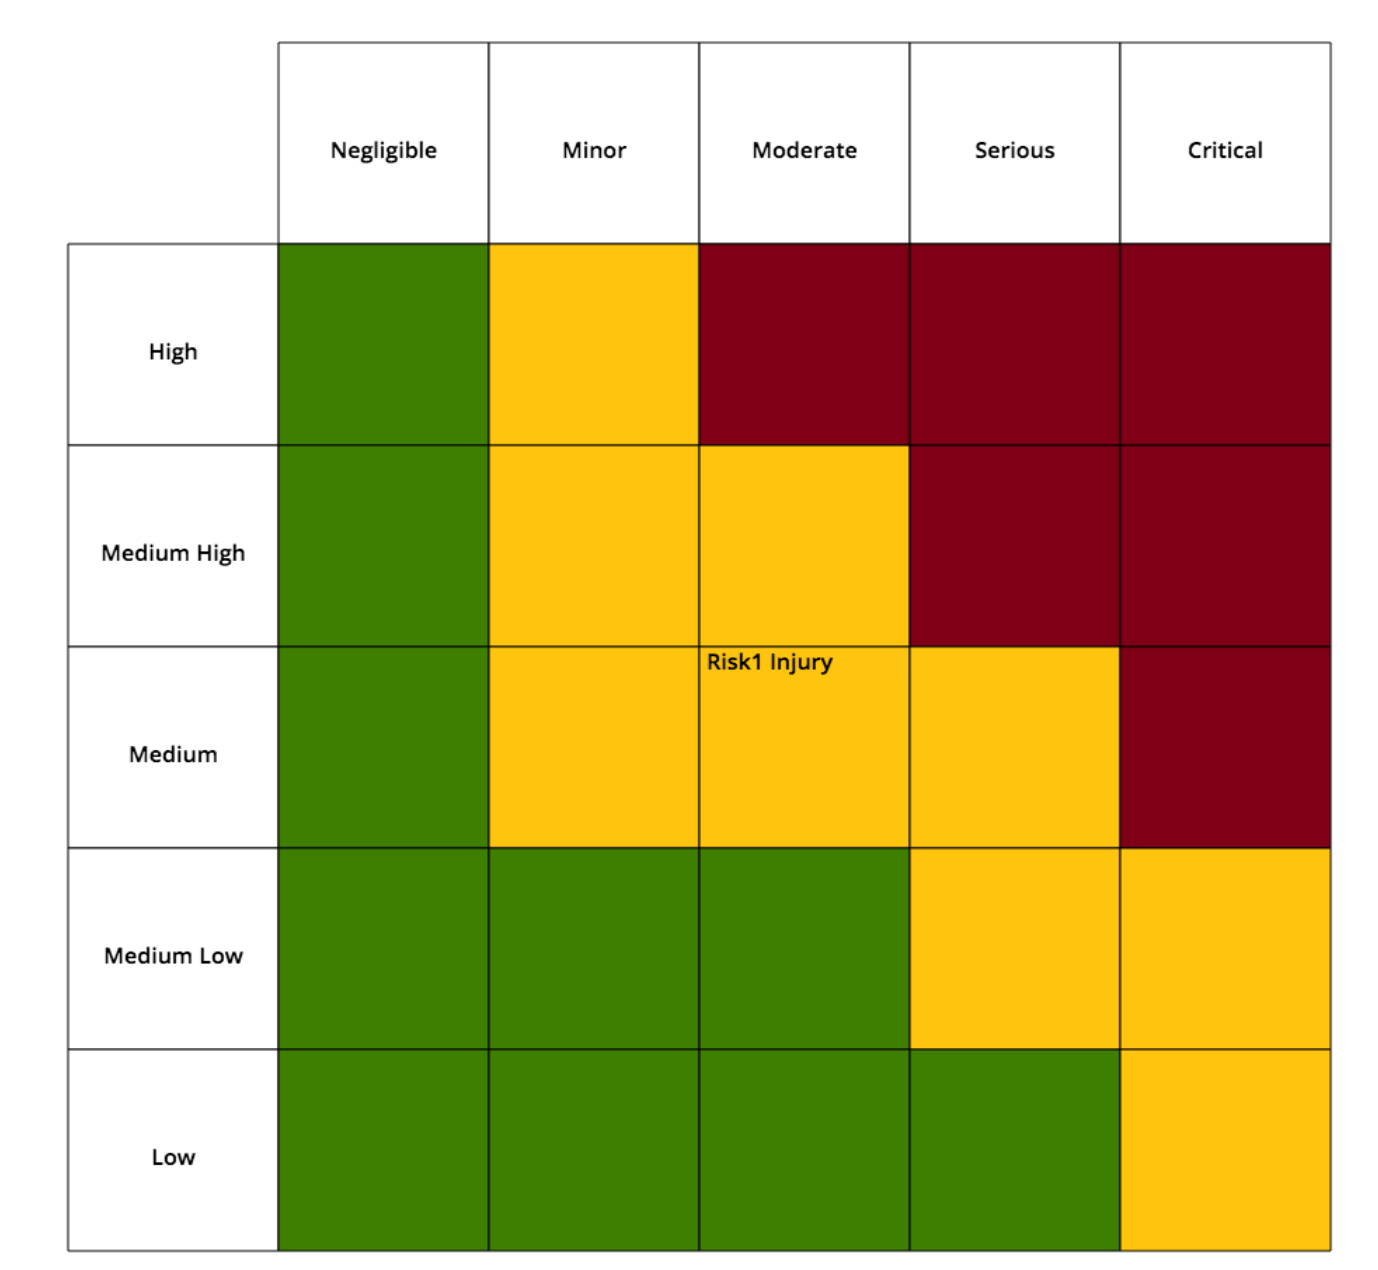 Negligible
Minor
Moderate
Serious
Critical
High
Medium High
Risk1 Injury
Medium
Medium Low
Low